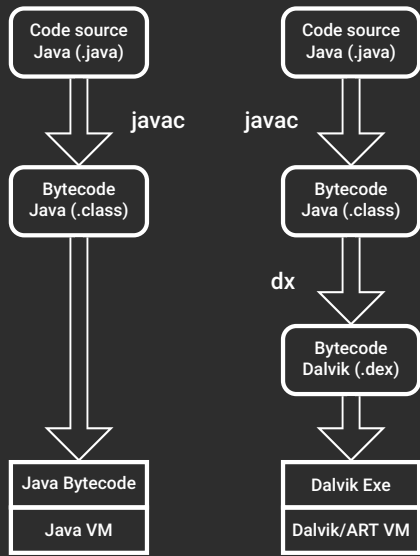 Code source
Java (.java)
javac
Bytecode
Java (.class)
Java Bytecode
Java VM
Code source
Java (.java)
javac
Bytecode
Java (.class)
dx
Bytecode
Dalvik (.dex)
Dalvik Exe
Dalvik/ART VM